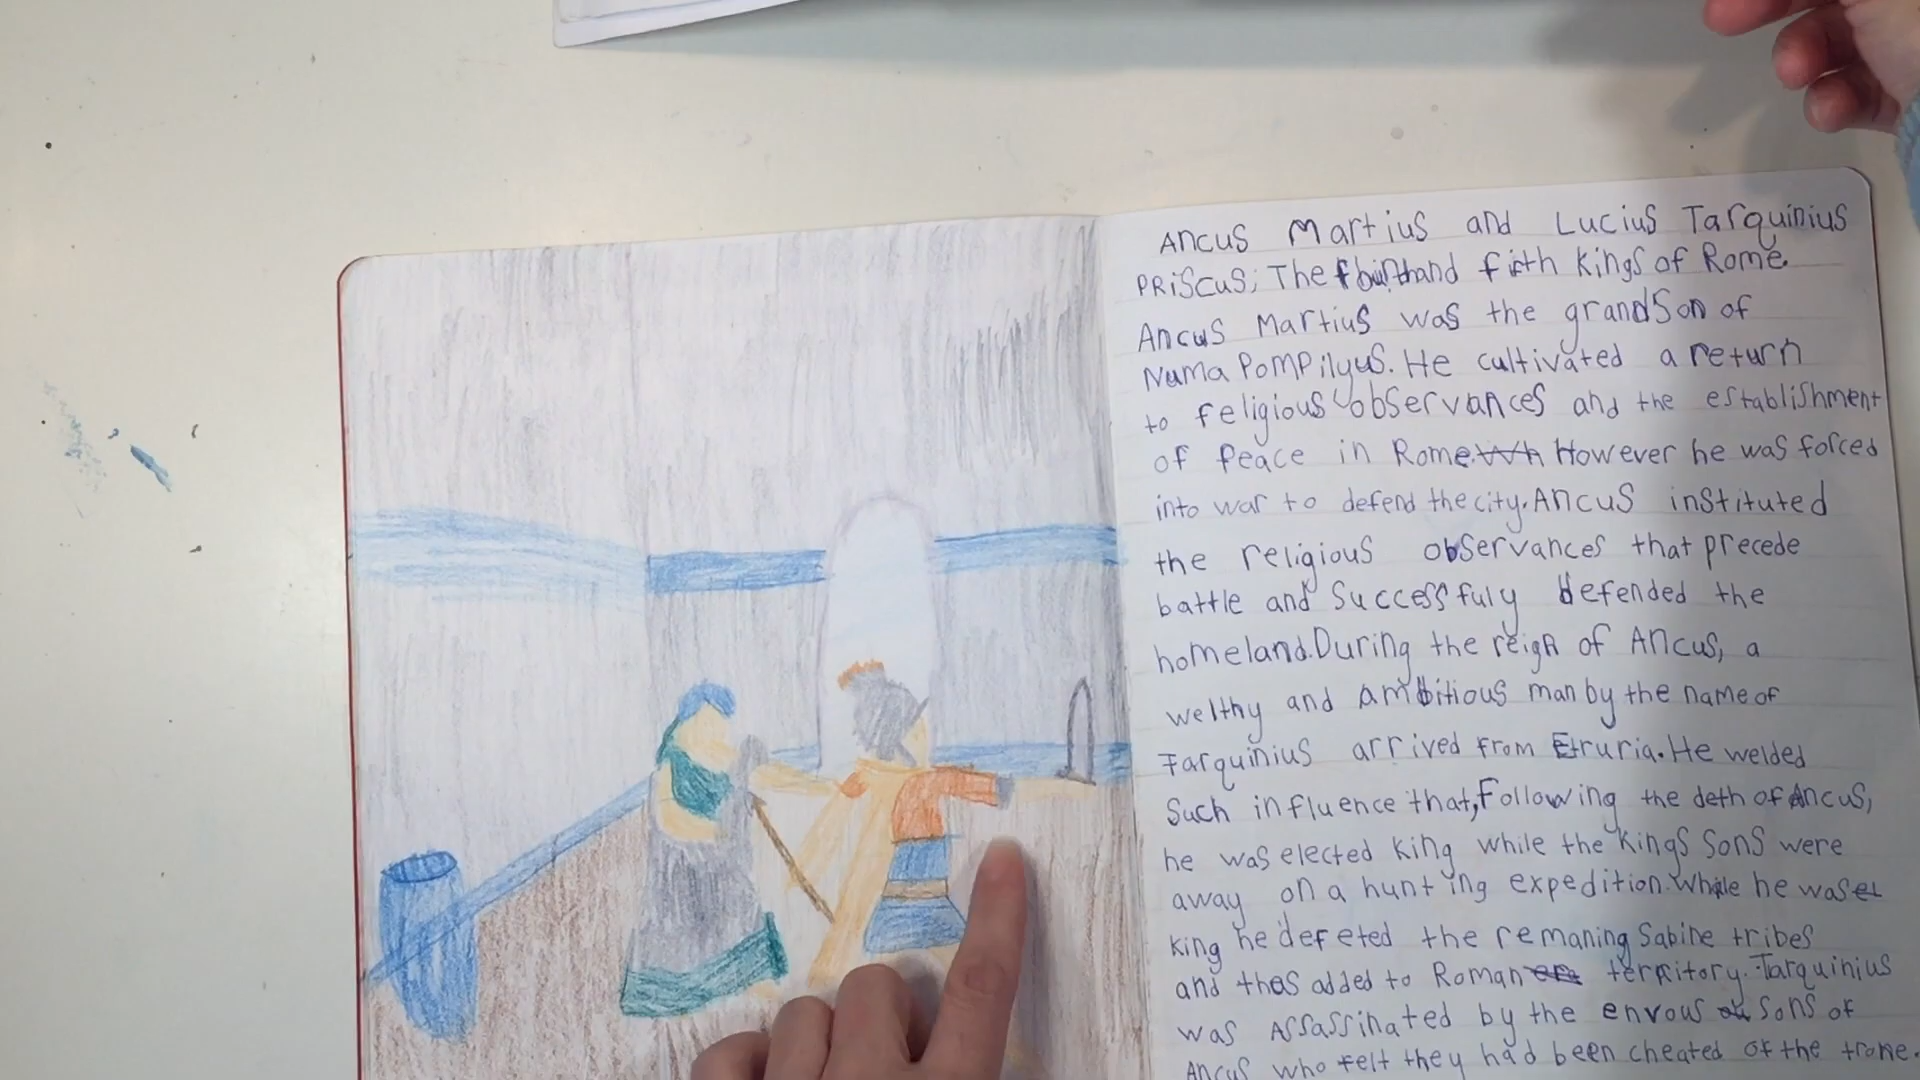 Ancus Martius and Lucius Tarquinius
Priscus; The and fith Kings of Rome.
Ancus Martius was the grandson of
Numa Pompilyus. He cultivated a return
to religious observances and the establishment
of peace in Rome. However he was forced
into war to defend the city. Ancus instituted
the religious observances that precede
battle and Successfuly defended the
homeland. During the reign of Ancus, a
welthy and ambitious man by the name of
Tarquinius arrived from Etruria. He welded
Such influence that, Following the deth of Ancus,
he was elected King while the Kings Sons were
away on a hunting expedition. While he was
King he defeted the remaning Sabine tribes
and thos added to Roman territory. Tarquinius
was Assassinated by the envous sons of
Ancus who felt they had been cheated of the trone.